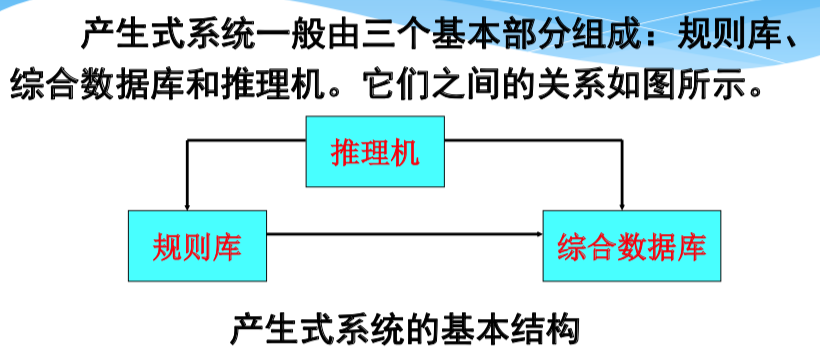 产生式系统一般由三个基本部分组成：规则库、
综合数据库和推理机。它们之间的关系如图所示。
推理机
规则库
综合数据库
产生式系统的基本结构